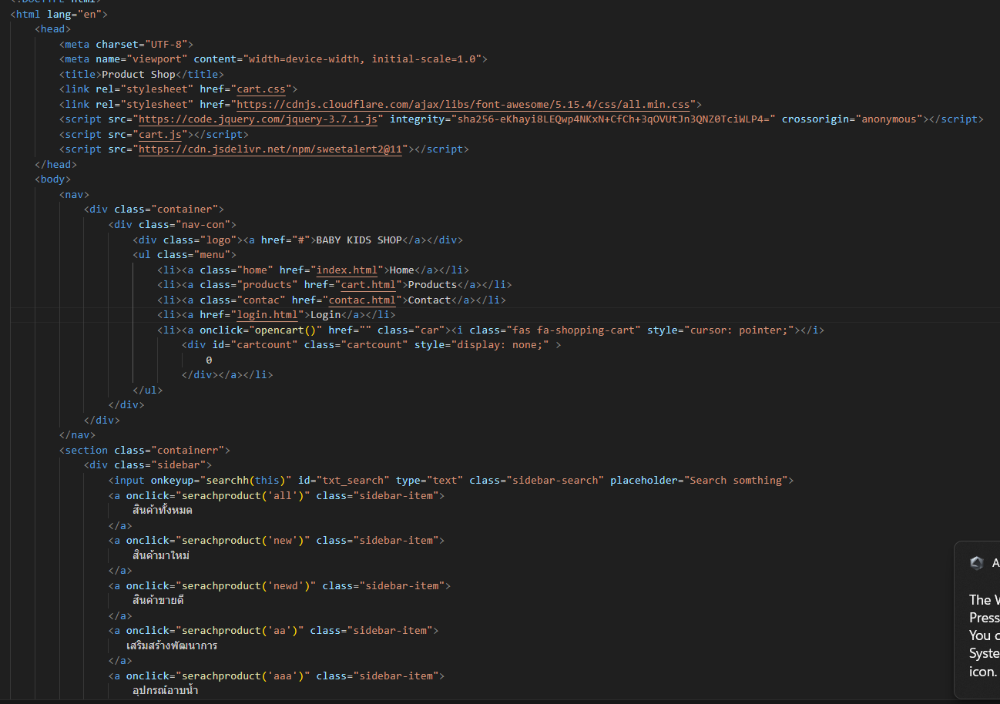 <!DOCTYPE html>
<html lang="en">
<head>
<meta charset="UTF-8">
<meta name="viewport" content="width=device-width, initial-scale=1.0">
<title>Product Shop</title>
<link rel="stylesheet" href="cart.css">
<link rel="stylesheet" href="https://cdnjs.cloudflare.com/ajax/libs/font-awesome/5.15.4/css/all.min.css">
<script src="https://code.jquery.com/jquery-3.7.1.js" integrity="sha256-eKhayi8LEQwp4NKxN+CfCh+3qOVUtJn3QNZ0TciWLP4=" crossorigin="anonymous"></script>
<script src="cart.js"></script>
<script src="https://cdn.jsdelivr.net/npm/sweetalert2@11"></script>
</head>
<body>
<nav>
<div class="container">
<div class="nav-con">
<div class="logo"><a href="#">BABY KIDS SHOP</a></div>
<ul class="menu">
<li><a class="home" href="index.html">Home</a></li>
<li><a class="products" href="cart.html">Products</a></li>
<li><a class="contac" href="contac.html">Contact</a></li>
<li><a href="login.html">Login</a></li>
<li><a onclick="opencart()" href="" class="car"><i class="fas fa-shopping-cart" style="cursor: pointer;"></i>
<div id="cartcount" class="cartcount" style="display: none;" >
0
</div></a></li>
</ul>
</div>
</div>
</nav>
<section class="containerr">
<div class="sidebar">
<input onkeyup="searchh(this)" id="txt_search" type="text" class="sidebar-search" placeholder="Search somthing">
<a onclick="serachproduct('all')" class="sidebar-item">
สินค้าทั้งหมด
</a>
<a onclick="serachproduct('new')" class="sidebar-item">
สินค้ามาใหม่
</a>
<a onclick="serachproduct('newd')" class="sidebar-item">
สินค้าขายดี
</a>
<a onclick="serachproduct('aa')" class="sidebar-item">
เสริมสร้างพัฒนาการ
</a>
<a onclick="serachproduct('aaa')" class="sidebar-item">
อุปกรณ์อาบน้ำ
A
The
Press
You
Syste
icon.